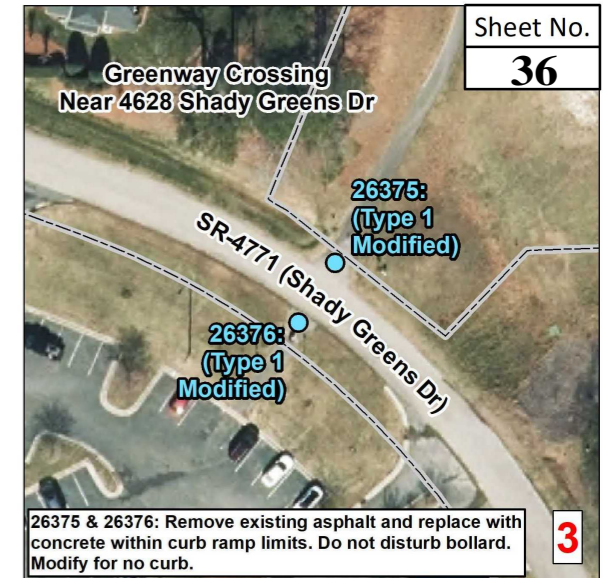 Sheet No.
36
Greenway Crossing
Near 4628 Shady Greens Dr
26375:
(Type 1
Modified)
SR-4771 (Shady Greens Dr)
26376:
(Type 1
Modified)
26375 & 26376: Remove existing asphalt and replace with
concrete within curb ramp limits. Do not disturb bollard.
Modify for no curb.
3